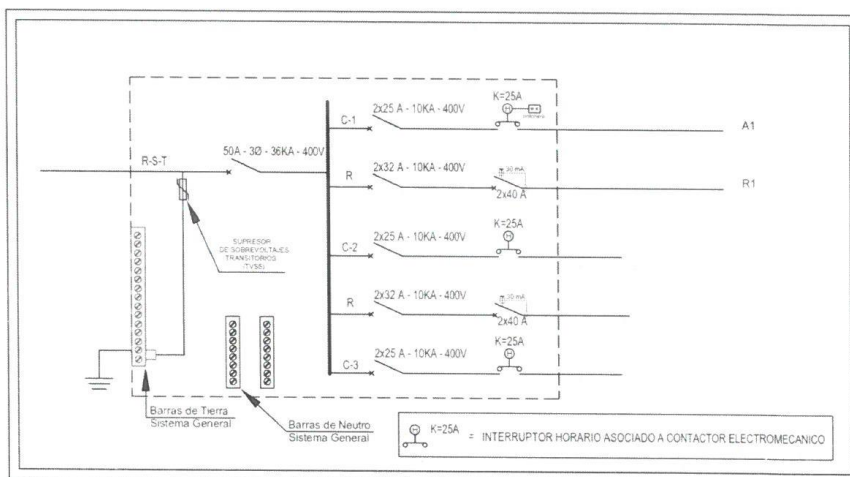 K=25A
C-1
2x25 A - 10KA - 400V
A1
R-S-T
50A - 3Ø - 36KA - 400V
R
2x32 A - 10KA - 400V
30 mA
2x40 A
R1
SUPRESOR
DE SOBREVOLTAJES
TRANSITORIOS
(TVSS)
K=25A
C-2
2x25 A - 10KA - 400V
R
2x32 A - 10KA - 400V
30 mA
2x40 A
K=25A
C-3
2x25 A - 10KA - 400V
Barras de Tierra
Sistema General
Barras de Neutro
Sistema General
K=25A
= INTERRUPTOR HORARIO ASOCIADO A CONTACTOR ELECTROMECANICO